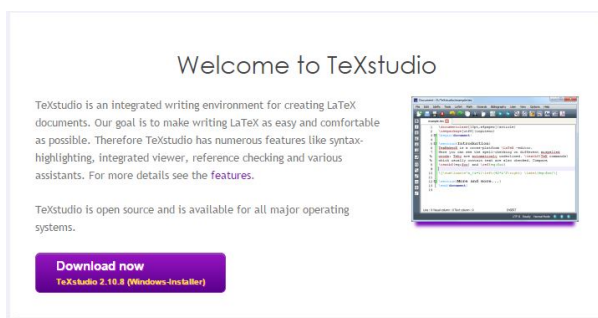 Welcome to TeXstudio
TeXstudio is an integrated writing environment for creating LaTeX
documents. Our goal is to make writing LaTeX as easy and comfortable
as possible. Therefore TeXstudio has numerous features like syntax-
highlighting, integrated viewer, reference checking and various
assistants. For more details see the features.
TeXstudio is open source and is available for all major operating
systems.
Download now
TeXstudio 2.10.8 (Windows-Installer)